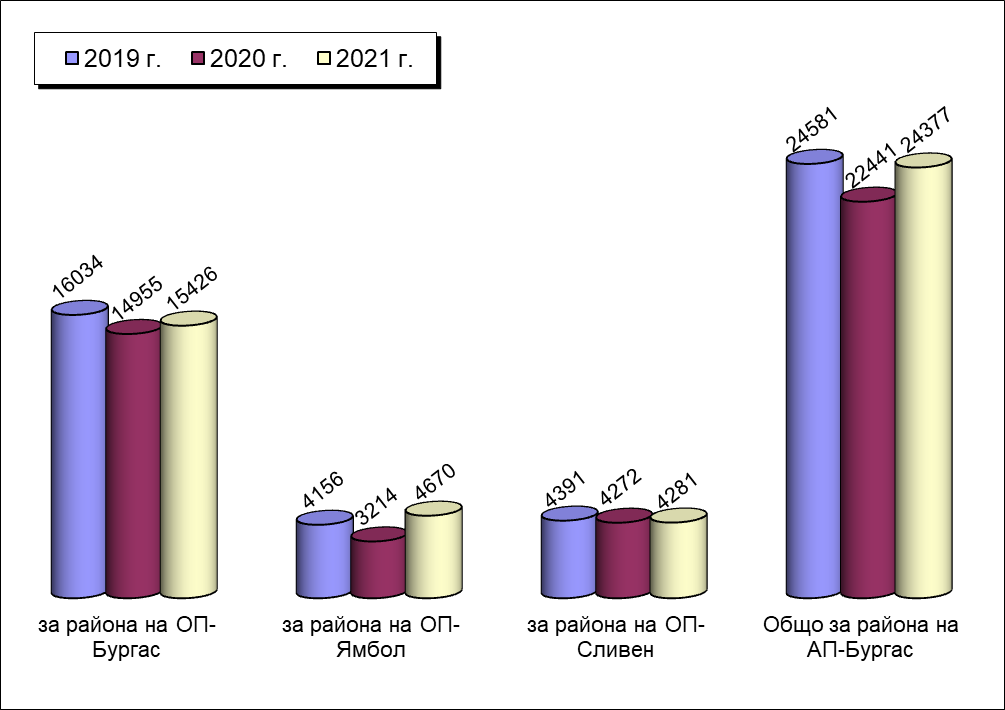 2019 г. 2020 г. 2021 г.
16034 14955 15426
4156 3214 4670
4391 4272 4281
24581 22441 24377
за района на ОП-
Бургас
за района на ОП-
Ямбол
за района на ОП-
Сливен
Общо за района на
АП-Бургас